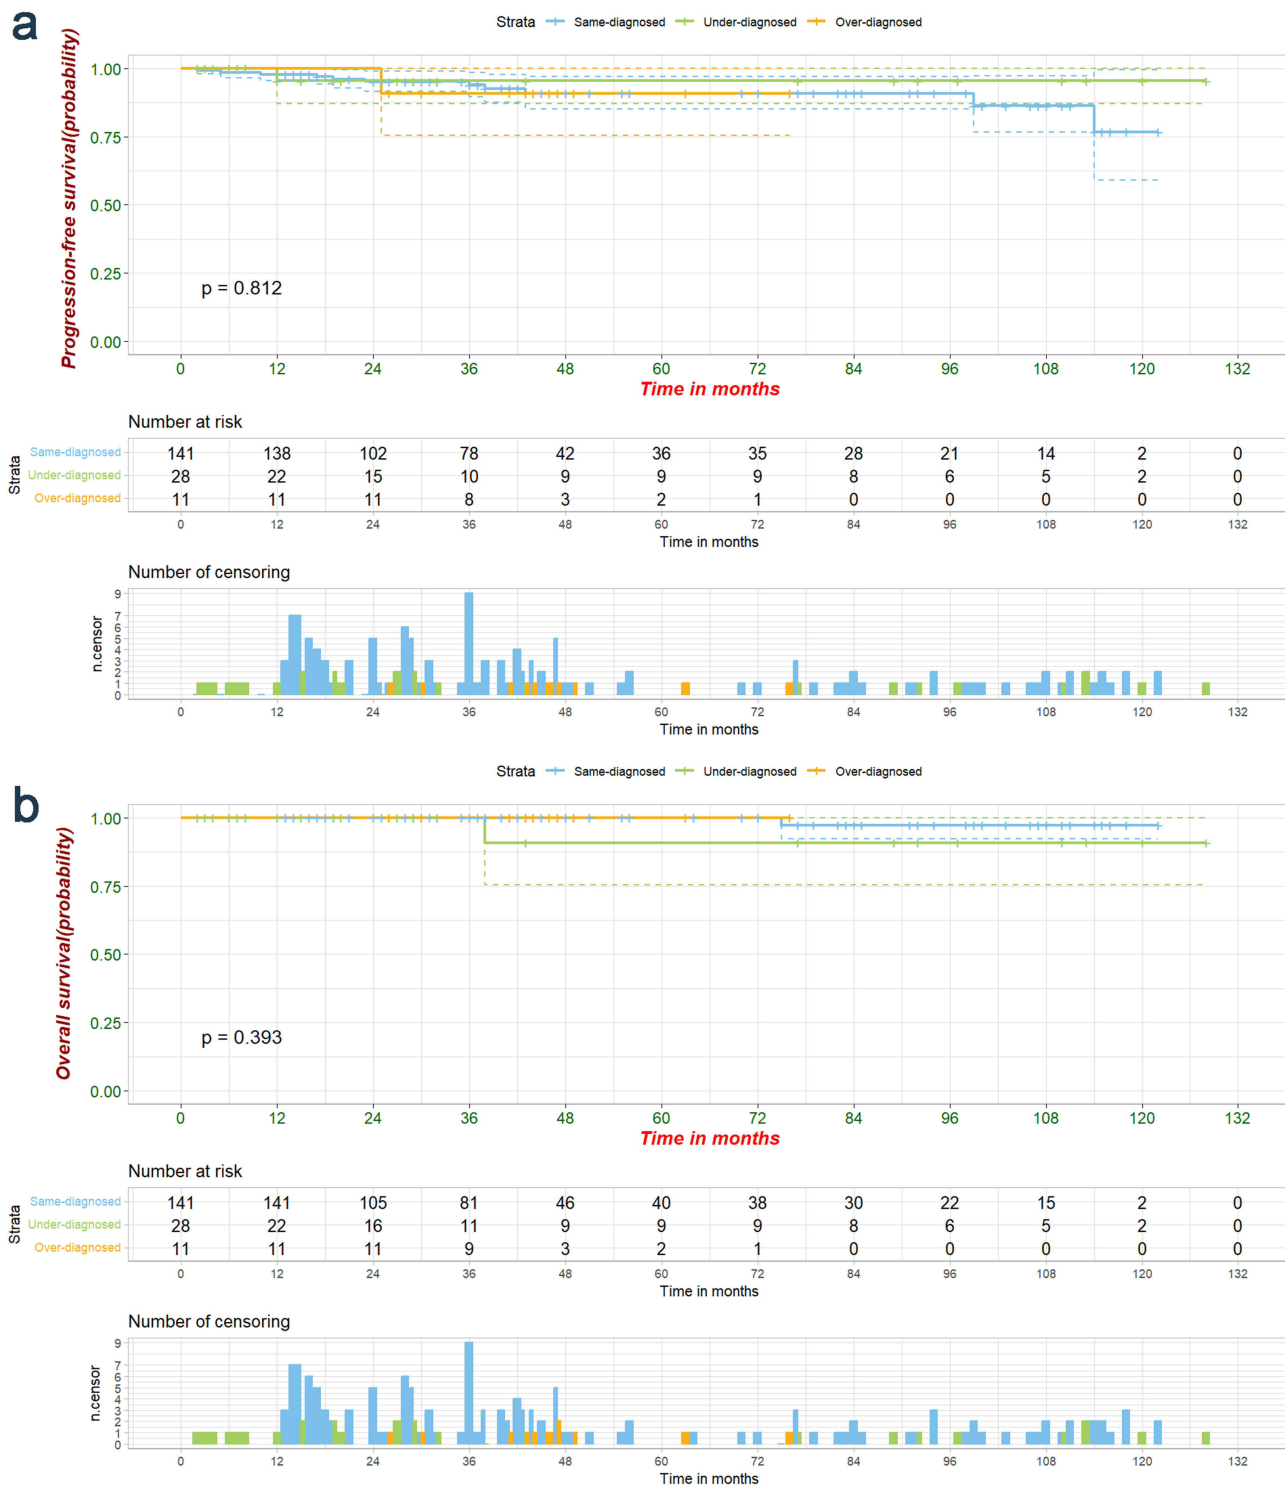 a
Strata Same-diagnosed Under-diagnosed Over-diagnosed
Progression-free survival(probability)
1.00
0.75
0.50
0.25
0.00
p = 0.812
0 12 24 36 48 60 72 84 96 108 120 132
Time in months
Number at risk
Strata
Same-diagnosed 141 138 102 78 42 36 35 28 21 14 2 0
Under-diagnosed 28 22 15 10 9 9 9 8 6 5 2 0
Over-diagnosed 11 11 11 8 3 2 1 0 0 0 0 0
0 12 24 36 48 60 72 84 96 108 120 132
Time in months
Number of censoring
n.censor
9
7
6
5
4
3
2
1
0
0 12 24 36 48 60 72 84 96 108 120 132
Time in months
b
Strata Same-diagnosed Under-diagnosed Over-diagnosed
Overall survival(probability)
1.00
0.75
0.50
0.25
0.00
p = 0.393
0 12 24 36 48 60 72 84 96 108 120 132
Time in months
Number at risk
Strata
Same-diagnosed 141 141 105 81 46 40 38 30 22 15 2 0
Under-diagnosed 28 22 16 11 9 9 9 8 6 5 2 0
Over-diagnosed 11 11 11 9 3 2 1 0 0 0 0 0
0 12 24 36 48 60 72 84 96 108 120 132
Time in months
Number of censoring
n.censor
9
7
6
5
4
3
2
1
0
0 12 24 36 48 60 72 84 96 108 120 132
Time in months